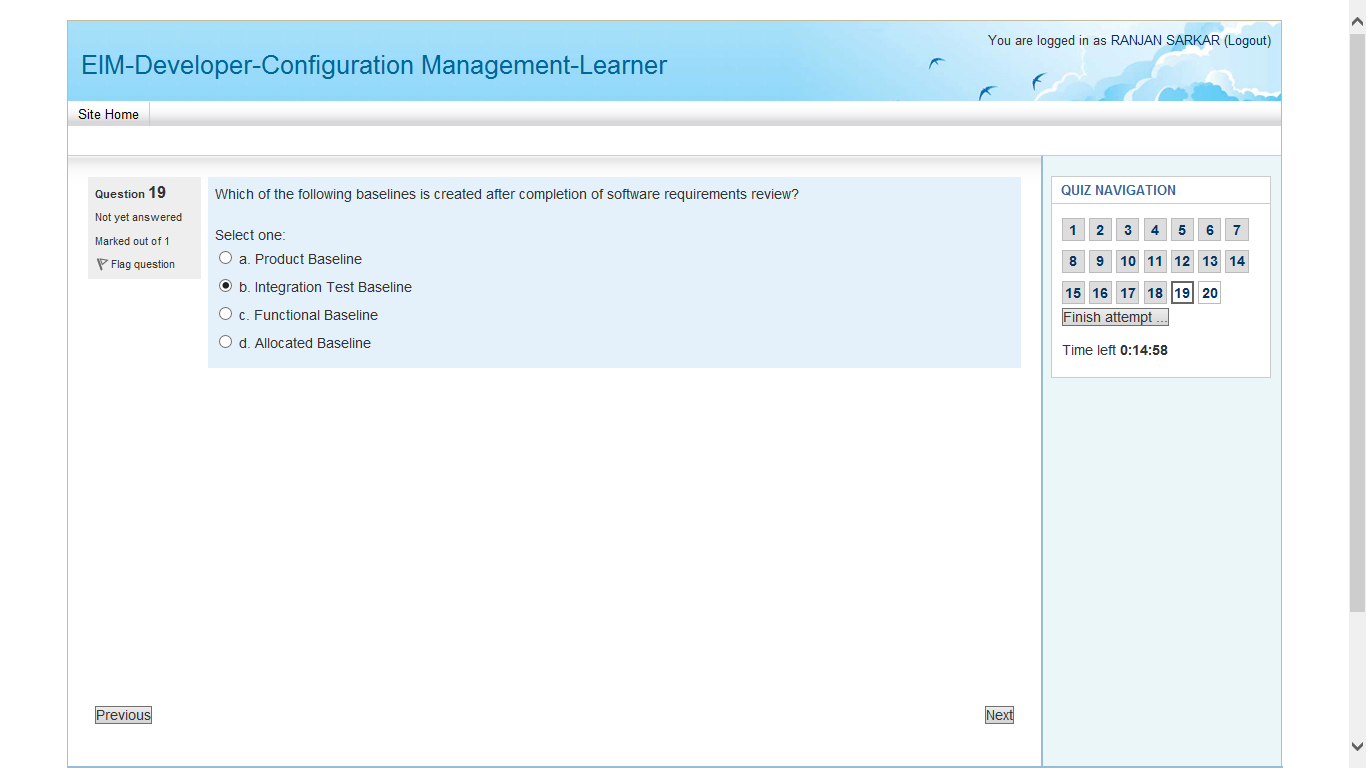 You are logged in as RANJAN SARKAR (Logout)
EIM-Developer-Configuration Management-Learner
Site Home
Question 19
Not yet answered
Marked out of 1
Flag question
Which of the following baselines is created after completion of software requirements review?
Select one:
a. Product Baseline
b. Integration Test Baseline
c. Functional Baseline
d. Allocated Baseline
Previous
Next
QUIZ NAVIGATION
1 2 3 4 5 6 7
8 9 10 11 12 13 14
15 16 17 18 19 20
Finish attempt ...
Time left 0:14:58